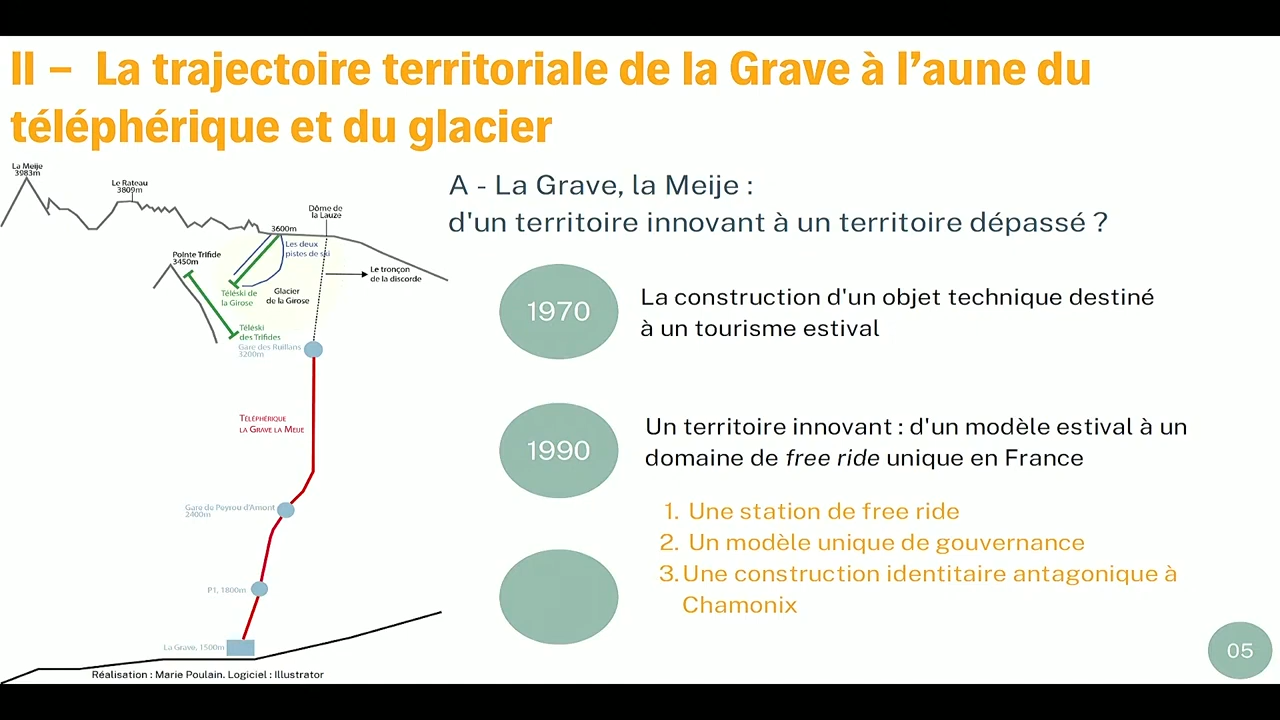 II – La trajectoire territoriale de la Grave à l’aune du
téléphérique et du glacier
La Meije
3983m
Le Rateau
3809m
Dôme de
la Lauze
3600m
Les deux
pistes de ski
Pointe Trifide
3450m
Le tronçon
de la discorde
Téléski de
la Girose
Glacier
de la Girose
Téléski
des Trifides
Gare des Ruillans
3200m
Téléphérique
la Grave la Meije
Gare de Peyrou d'Amont
2400m
P1, 1800m
La Grave, 1500m
Réalisation : Marie Poulain. Logiciel : Illustrator
A - La Grave, la Meije :
d'un territoire innovant à un territoire dépassé ?
1970
La construction d'un objet technique destiné
à un tourisme estival
1990
Un territoire innovant : d'un modèle estival à un
domaine de free ride unique en France
1. Une station de free ride
2. Un modèle unique de gouvernance
3. Une construction identitaire antagonique à
Chamonix
05